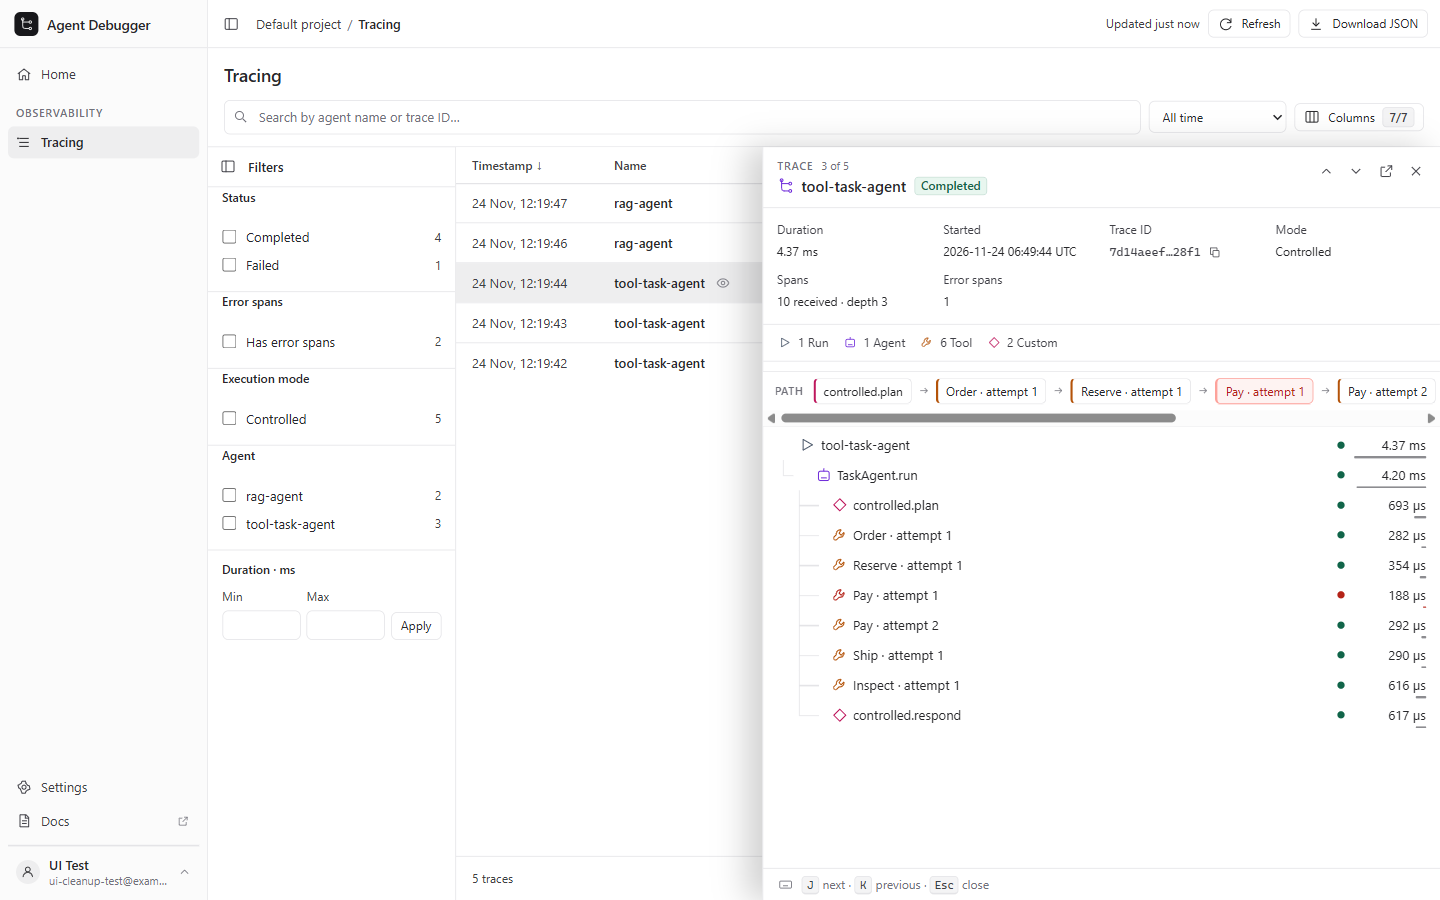 Agent Debugger
Default project / Tracing
Updated just now
Refresh
Download JSON
Home
OBSERVABILITY
Tracing
Settings
Docs
UI Test
ui-cleanup-test@exam...
Tracing
Search by agent name or trace ID...
All time
Columns 7/7
Filters
Status
Completed 4
Failed 1
Error spans
Has error spans 2
Execution mode
Controlled 5
Agent
rag-agent 2
tool-task-agent 3
Duration · ms
Min Max
Apply
Timestamp ↓ Name
24 Nov, 12:19:47 rag-agent
24 Nov, 12:19:46 rag-agent
24 Nov, 12:19:44 tool-task-agent
24 Nov, 12:19:43 tool-task-agent
24 Nov, 12:19:42 tool-task-agent
5 traces
TRACE 3 of 5
tool-task-agent Completed
Duration Started Trace ID Mode
4.37 ms 2026-11-24 06:49:44 UTC 7d14aeef…28f1 Controlled
Spans Error spans
10 received · depth 3 1
1 Run 1 Agent 6 Tool 2 Custom
PATH controlled.plan → Order · attempt 1 → Reserve · attempt 1 → Pay · attempt 1 → Pay · attempt 2
tool-task-agent 4.37 ms
TaskAgent.run 4.20 ms
controlled.plan 693 µs
Order · attempt 1 282 µs
Reserve · attempt 1 354 µs
Pay · attempt 1 188 µs
Pay · attempt 2 292 µs
Ship · attempt 1 290 µs
Inspect · attempt 1 616 µs
controlled.respond 617 µs
J next · K previous · Esc close